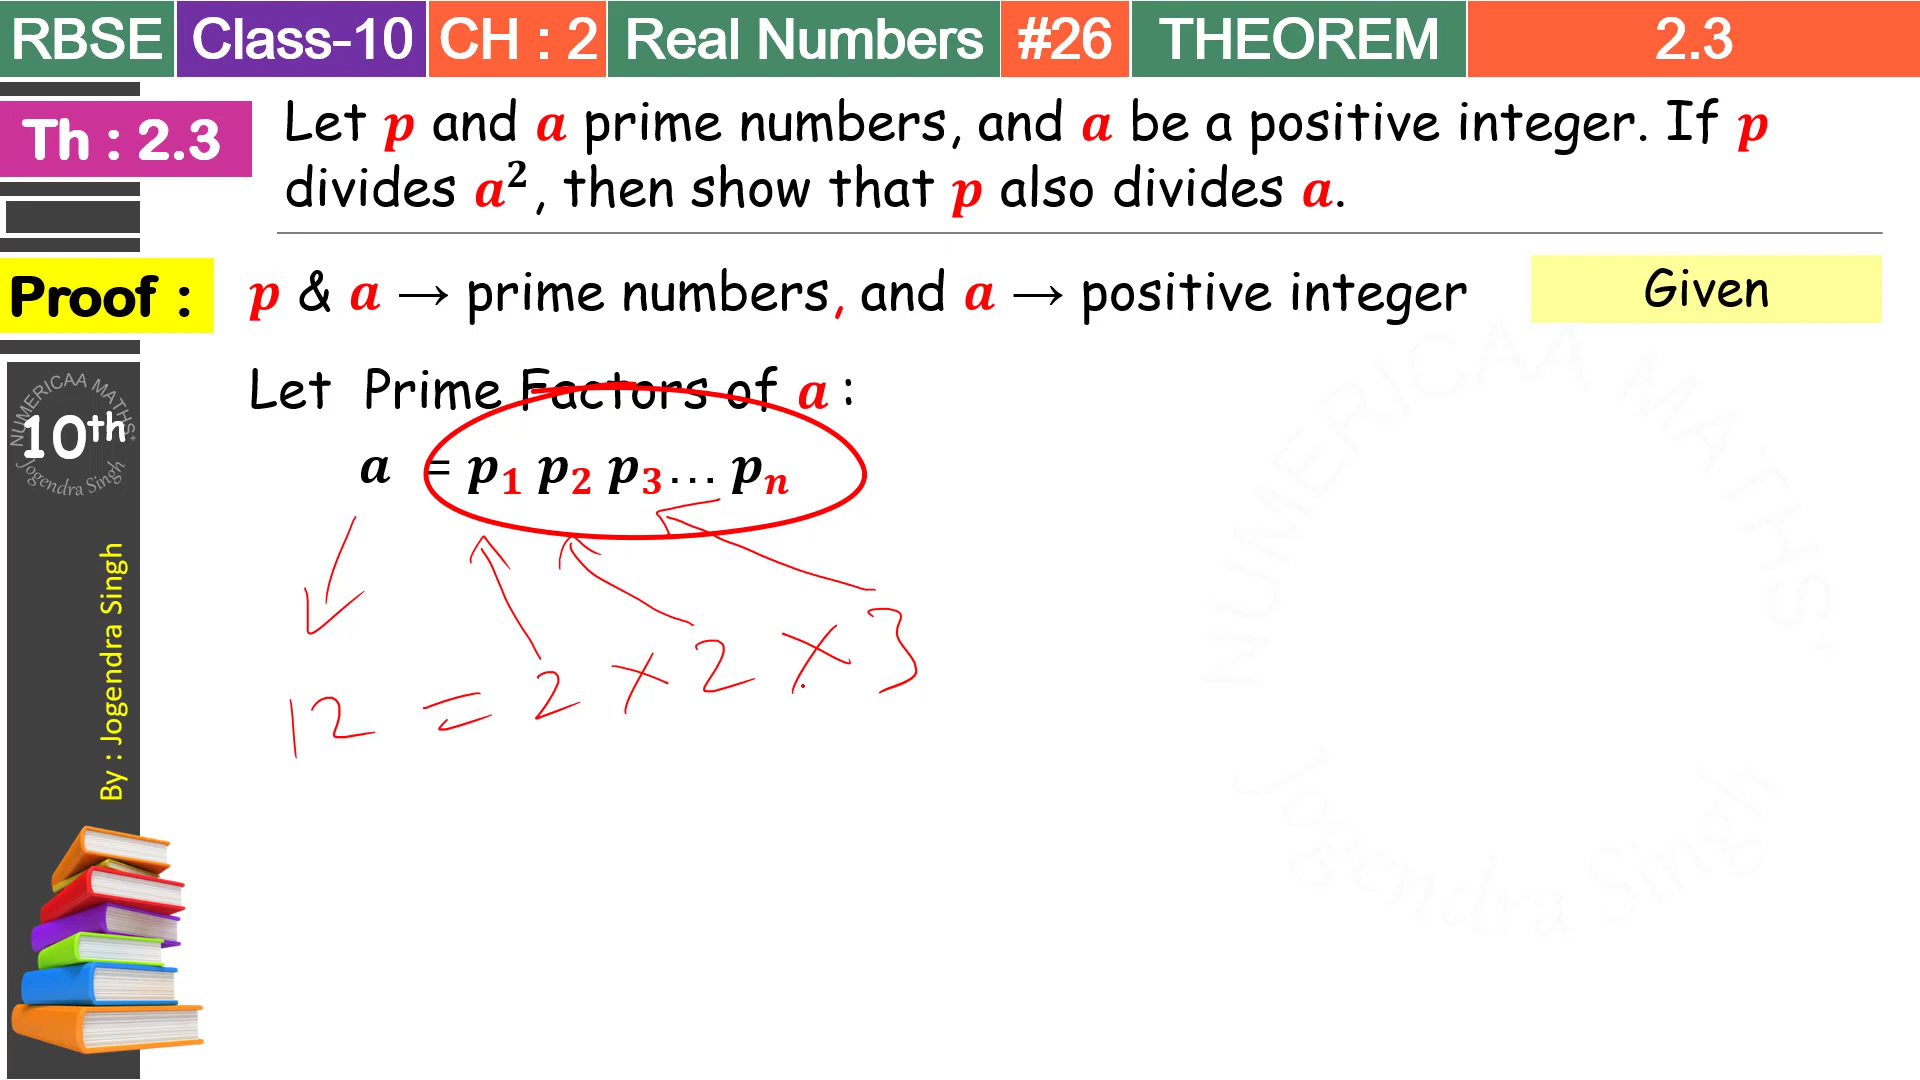 RBSE Class-10 CH : 2 Real Numbers #26 THEOREM 2.3
Th : 2.3
Let p and a prime numbers, and a be a positive integer. If p
divides a², then show that p also divides a.
Proof :
p & a → prime numbers, and a → positive integer
Given
Let Prime Factors of a :
a = p₁ p₂ p₃... pₙ
12 = 2 × 2 × 3
NUMERICAA MATHS+
10th
Jogendra Singh
By : Jogendra Singh
NUMERICAA MATHS+
Jogendra Singh